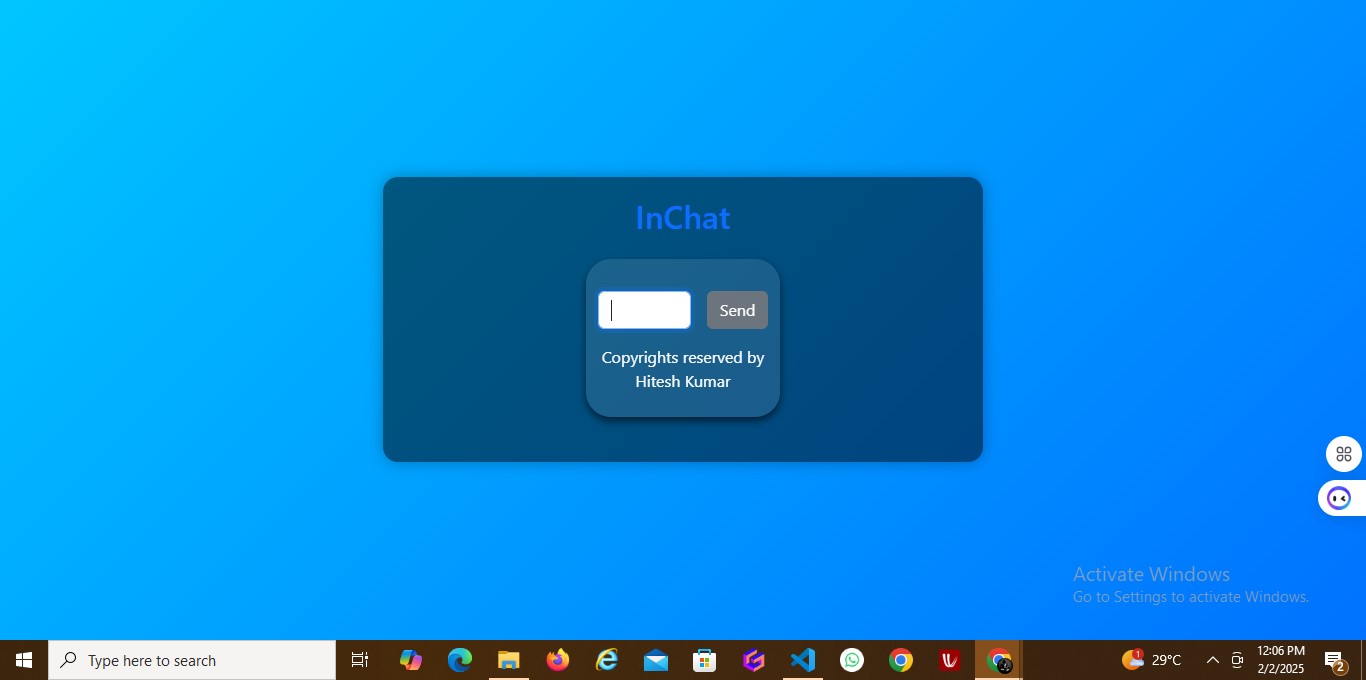 InChat
Send
Copyrights reserved by
Hitesh Kumar
Activate Windows
Go to Settings to activate Windows.
Type here to search
1
29°C
12:06 PM
2/2/2025
2